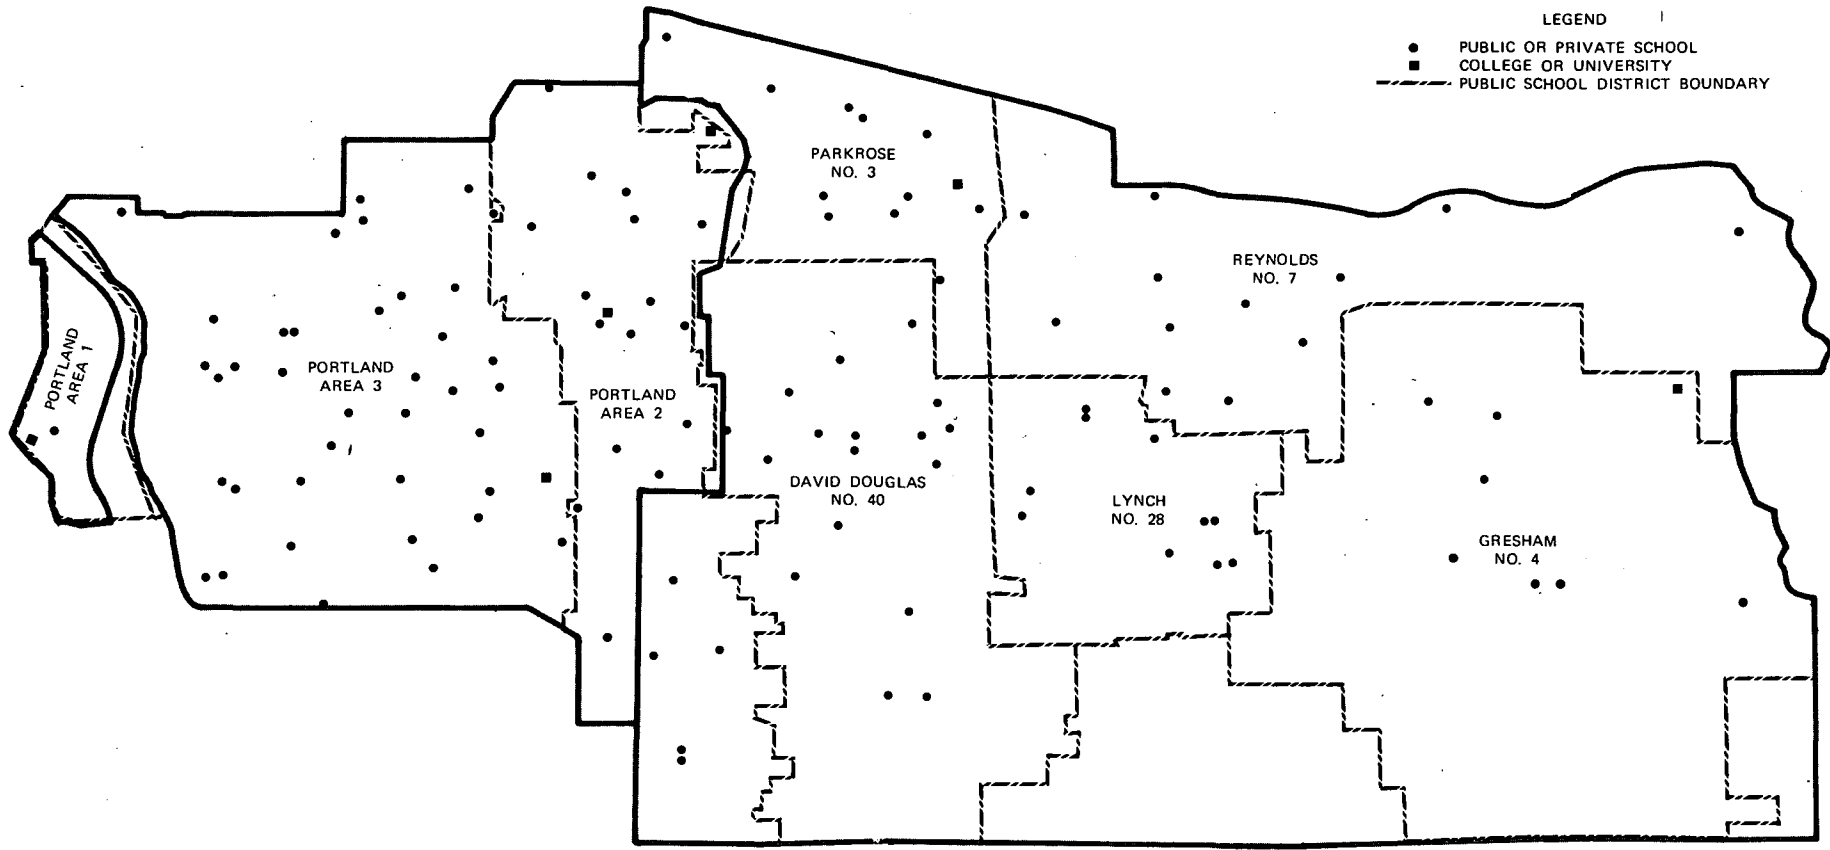 LEGEND
PUBLIC OR PRIVATE SCHOOL
COLLEGE OR UNIVERSITY
PUBLIC SCHOOL DISTRICT BOUNDARY
PARKROSE
NO. 3
REYNOLDS
NO. 7
PORTLAND
AREA 1
PORTLAND
AREA 3
PORTLAND
AREA 2
DAVID DOUGLAS
NO. 40
LYNCH
NO. 28
GRESHAM
NO. 4